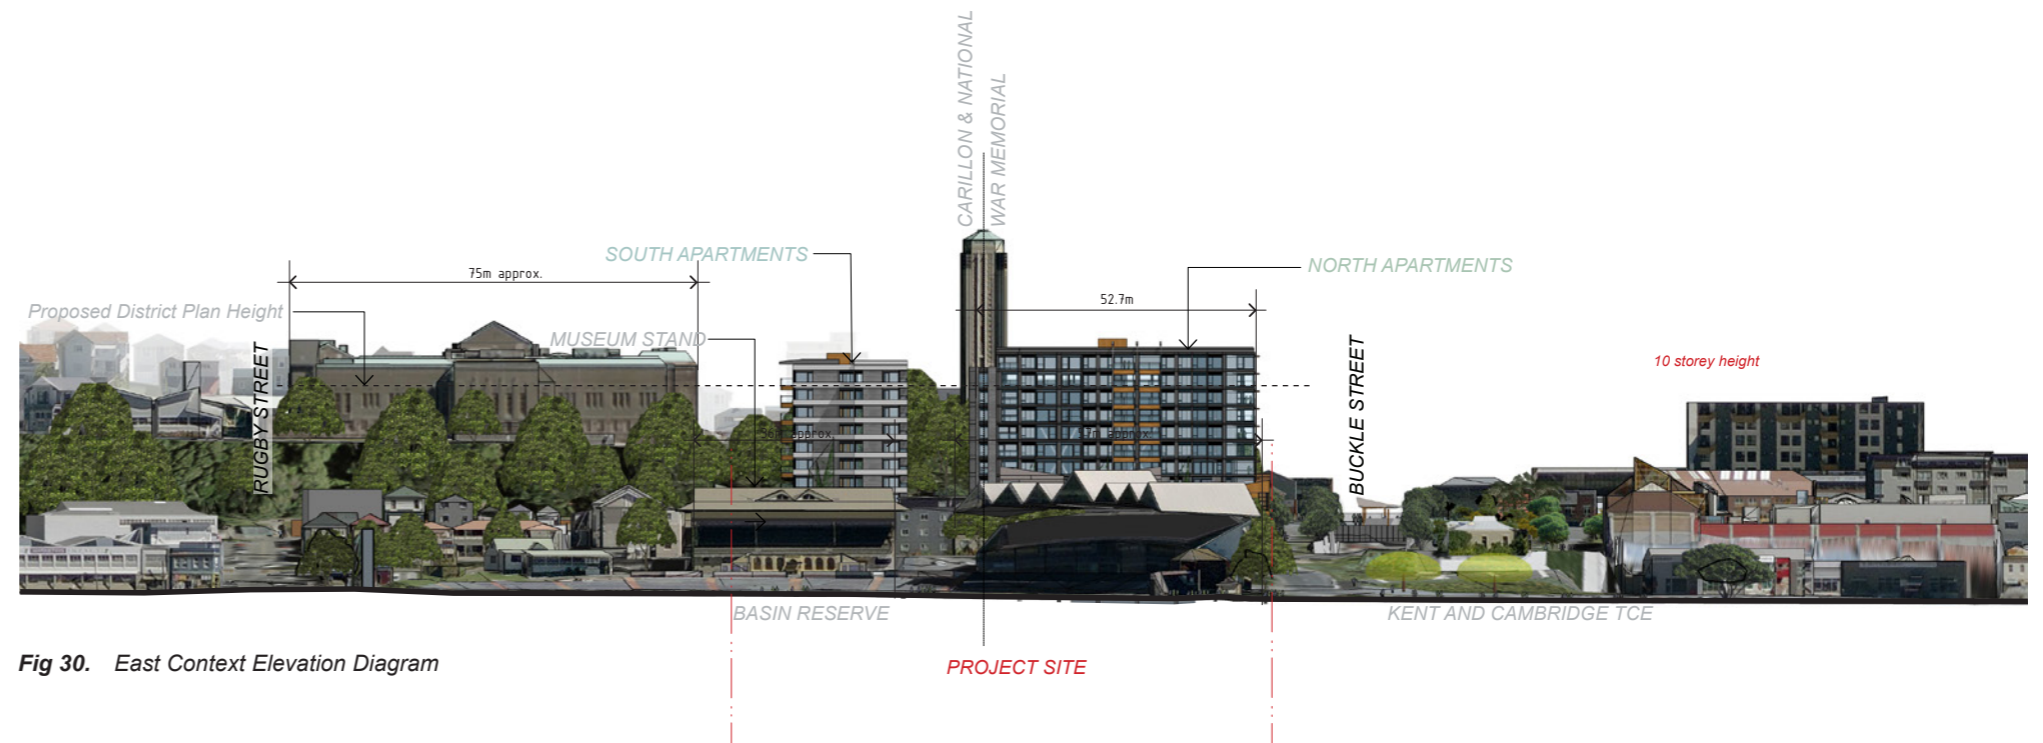 CARILLON & NATIONAL
WAR MEMORIAL
SOUTH APARTMENTS
NORTH APARTMENTS
75m approx.
52.7m
Proposed District Plan Height
MUSEUM STAND
RUGBY STREET
BUCKLE STREET
10 storey height
approx.
approx.
BASIN RESERVE
KENT AND CAMBRIDGE TCE
PROJECT SITE
Fig 30. East Context Elevation Diagram